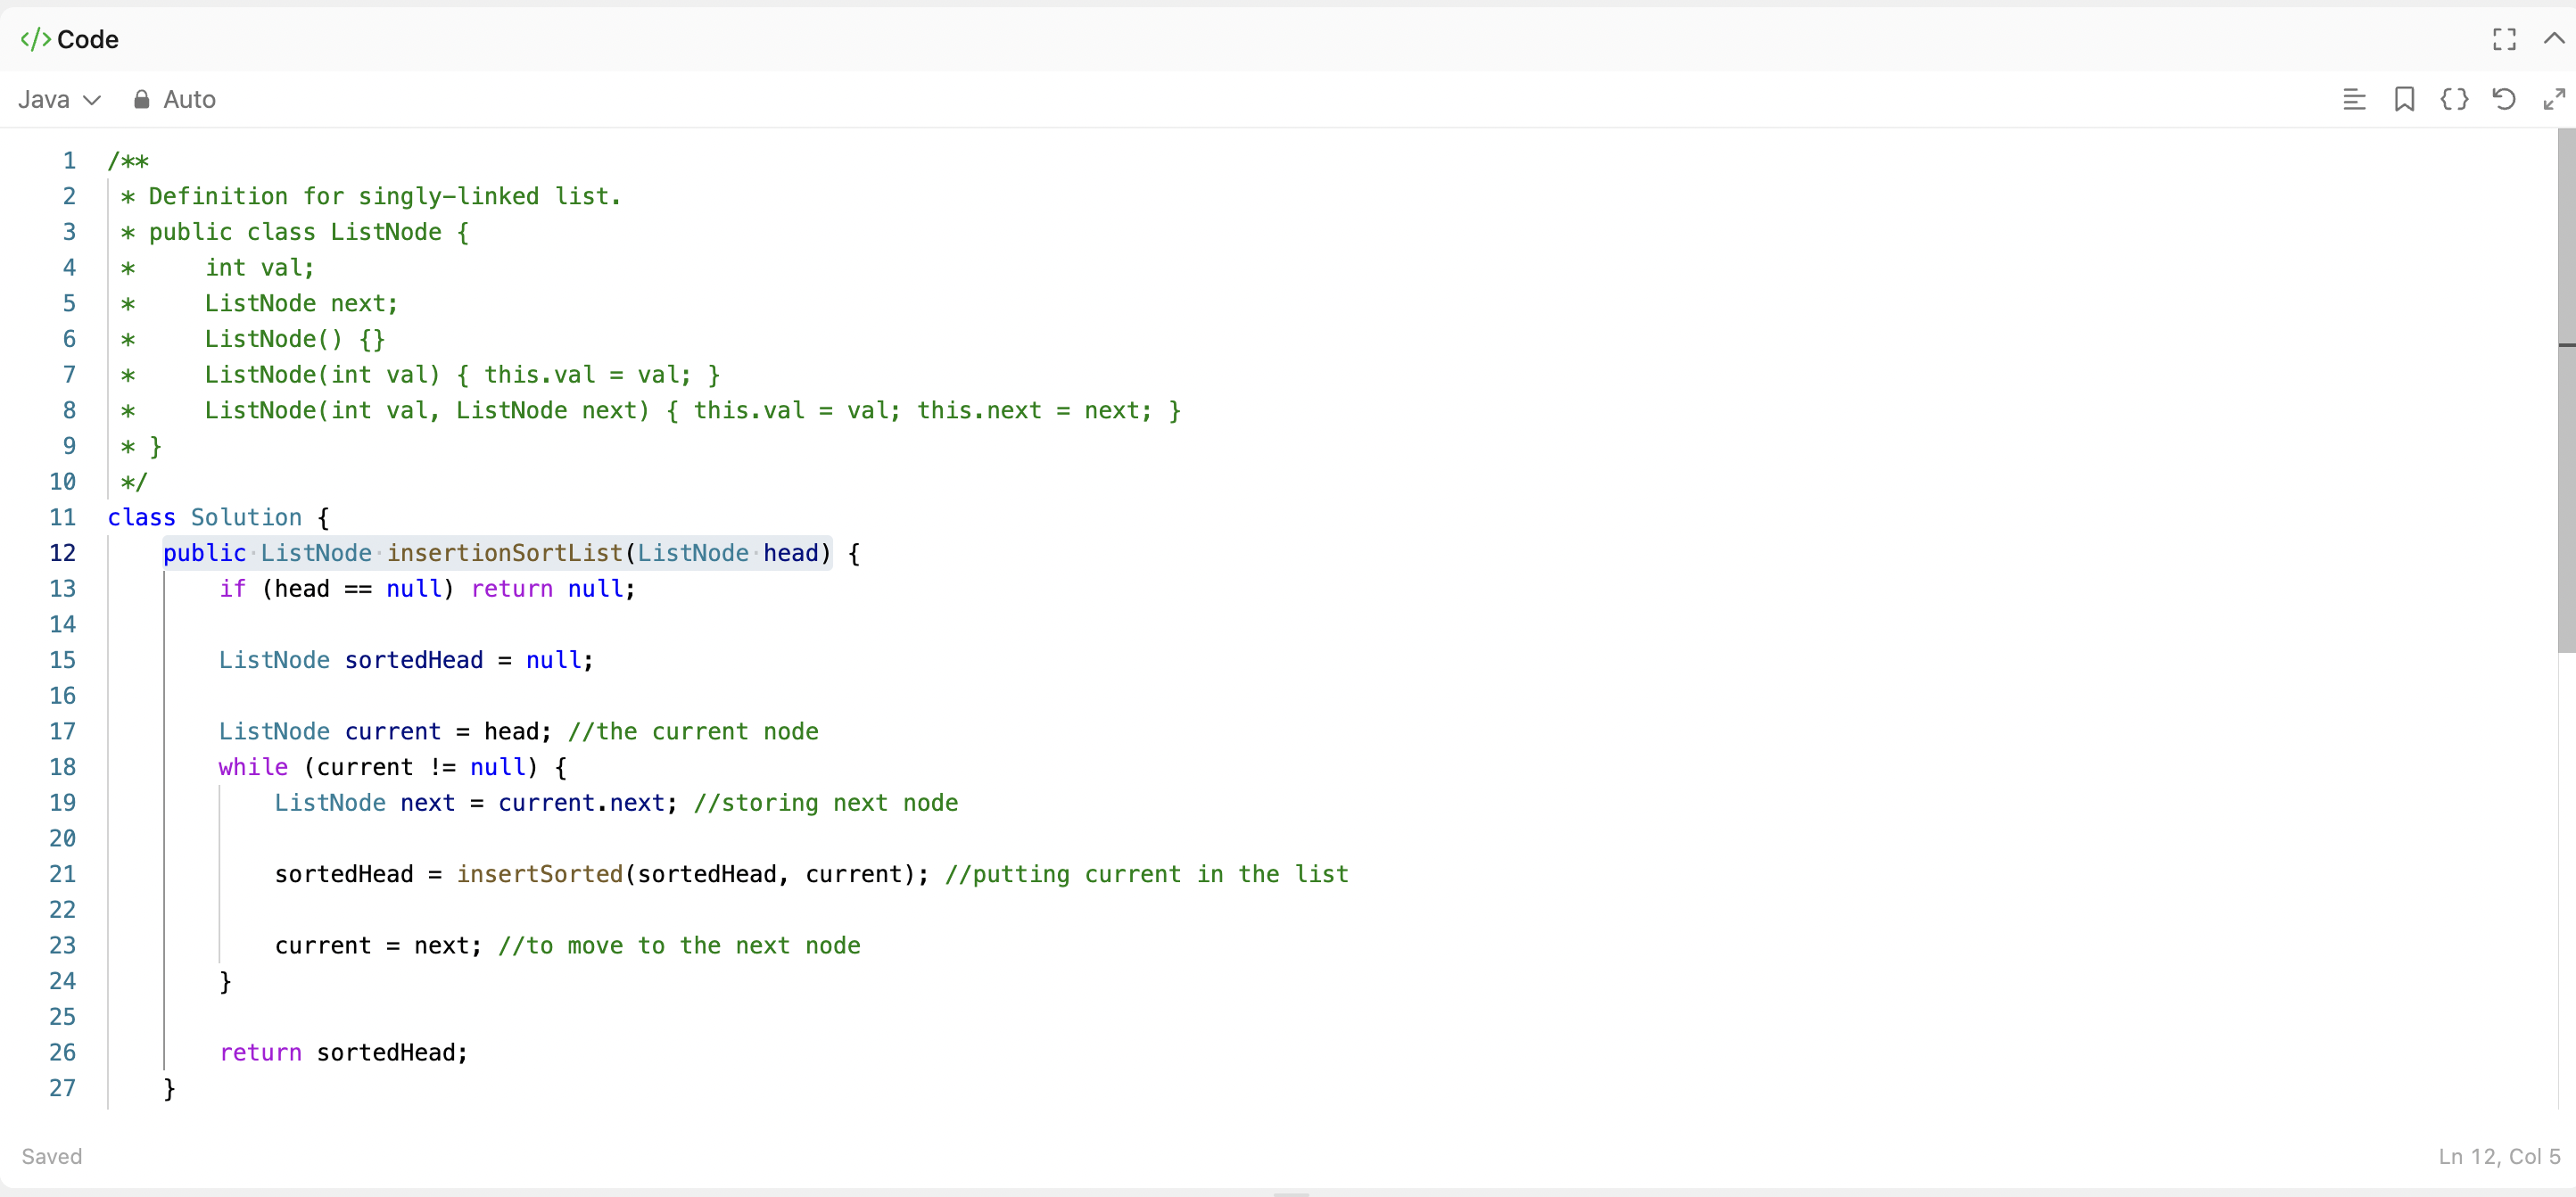 </> Code
Java Auto
1 /**
2  * Definition for singly-linked list.
3  * public class ListNode {
4  *     int val;
5  *     ListNode next;
6  *     ListNode() {}
7  *     ListNode(int val) { this.val = val; }
8  *     ListNode(int val, ListNode next) { this.val = val; this.next = next; }
9  * }
10  */
11 class Solution {
12     public ListNode insertionSortList(ListNode head) {
13         if (head == null) return null;
14
15         ListNode sortedHead = null;
16
17         ListNode current = head; //the current node
18         while (current != null) {
19             ListNode next = current.next; //storing next node
20
21             sortedHead = insertSorted(sortedHead, current); //putting current in the list
22
23             current = next; //to move to the next node
24         }
25
26         return sortedHead;
27     }
Saved Ln 12, Col 5